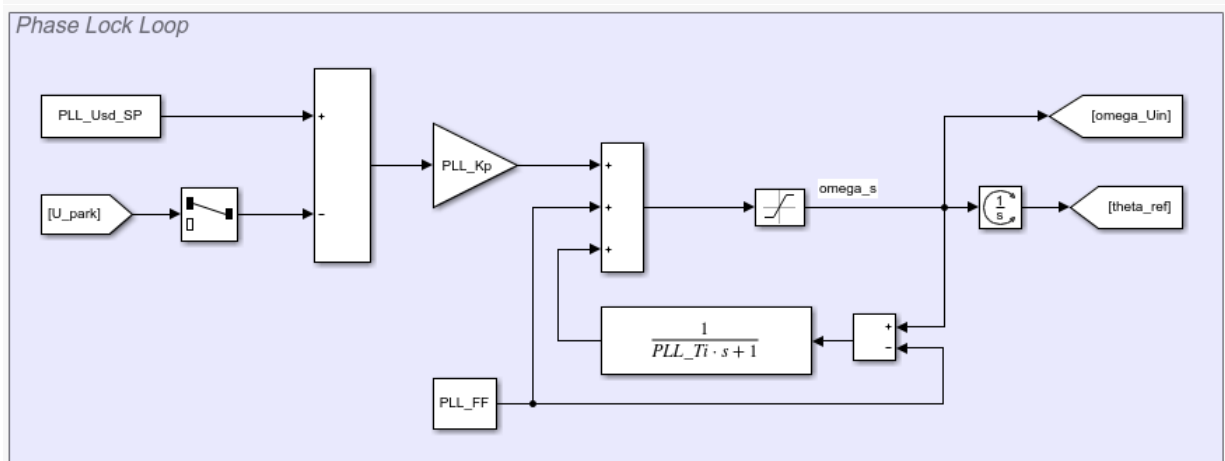 Phase Lock Loop
PLL_Usd_SP
+
[U_park]
−
PLL_Kp
+
+
+
omega_s
[omega_Uin]
1
s
[theta_ref]
1
PLL_Ti · s + 1
+
−
PLL_FF